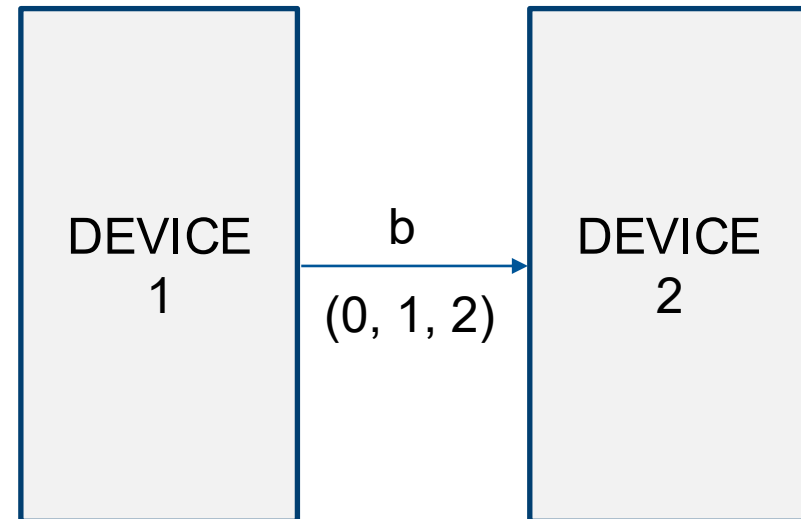 DEVICE
1
b
(0, 1, 2)
DEVICE
2